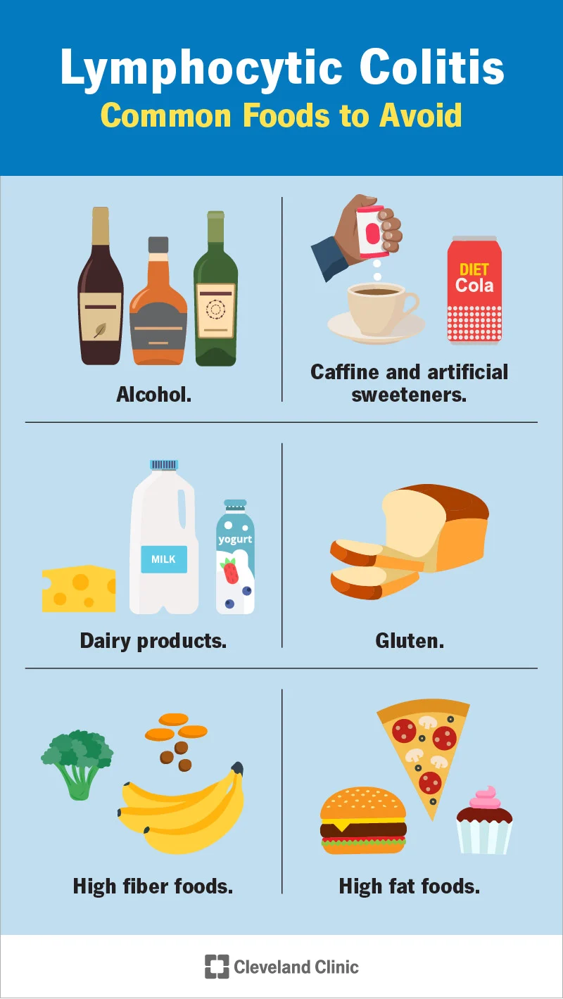 Lymphocytic Colitis
Common Foods to Avoid
Alcohol.
DIET
Cola
Caffine and artificial
sweeteners.
MILK
yogurt
Dairy products.
Gluten.
High fiber foods.
High fat foods.
Cleveland Clinic